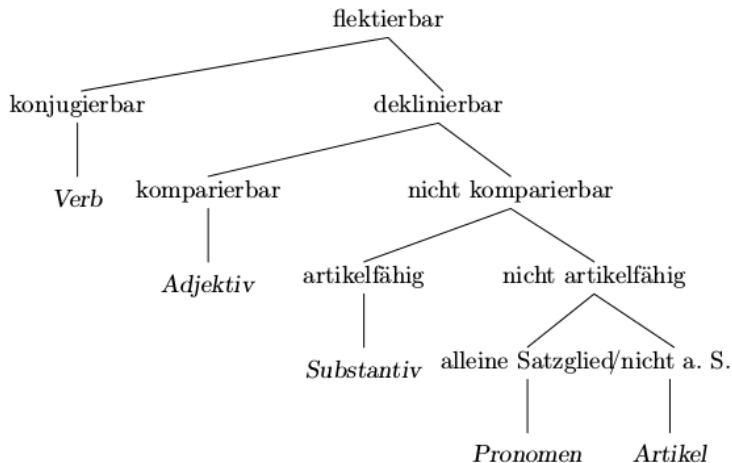 flektierbar
konjugierbar deklinierbar
Verb komparierbar nicht komparierbar
Adjektiv artikelfähig nicht artikelfähig
Substantiv alleine Satzglied/nicht a. S.
Pronomen Artikel